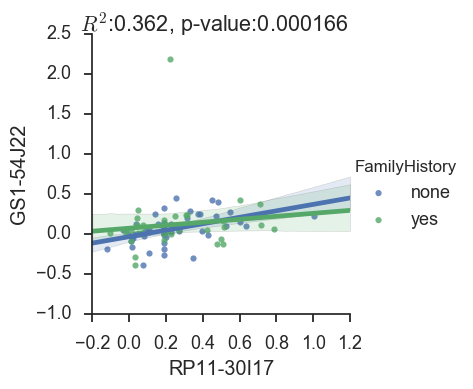 R²:0.362, p-value:0.000166
2.5
2.0
1.5
1.0
0.5
0.0
−0.5
−1.0
GS1-54J22
FamilyHistory
none
yes
−0.2 0.0 0.2 0.4 0.6 0.8 1.0 1.2
RP11-30I17